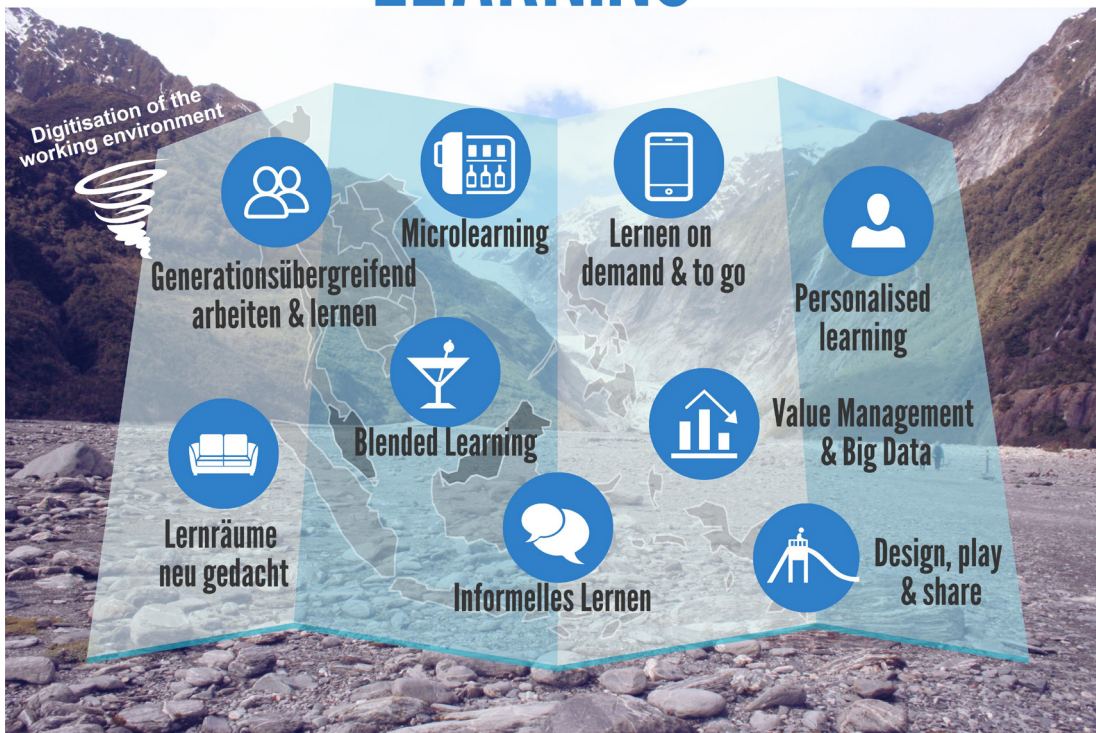 LEARNING
Digitisation of the
working environment
Generationsübergreifend
arbeiten & lernen
Microlearning
Lernen on
demand & to go
Personalised
learning
Blended Learning
Value Management
& Big Data
Lernräume
neu gedacht
Informelles Lernen
Design, play
& share